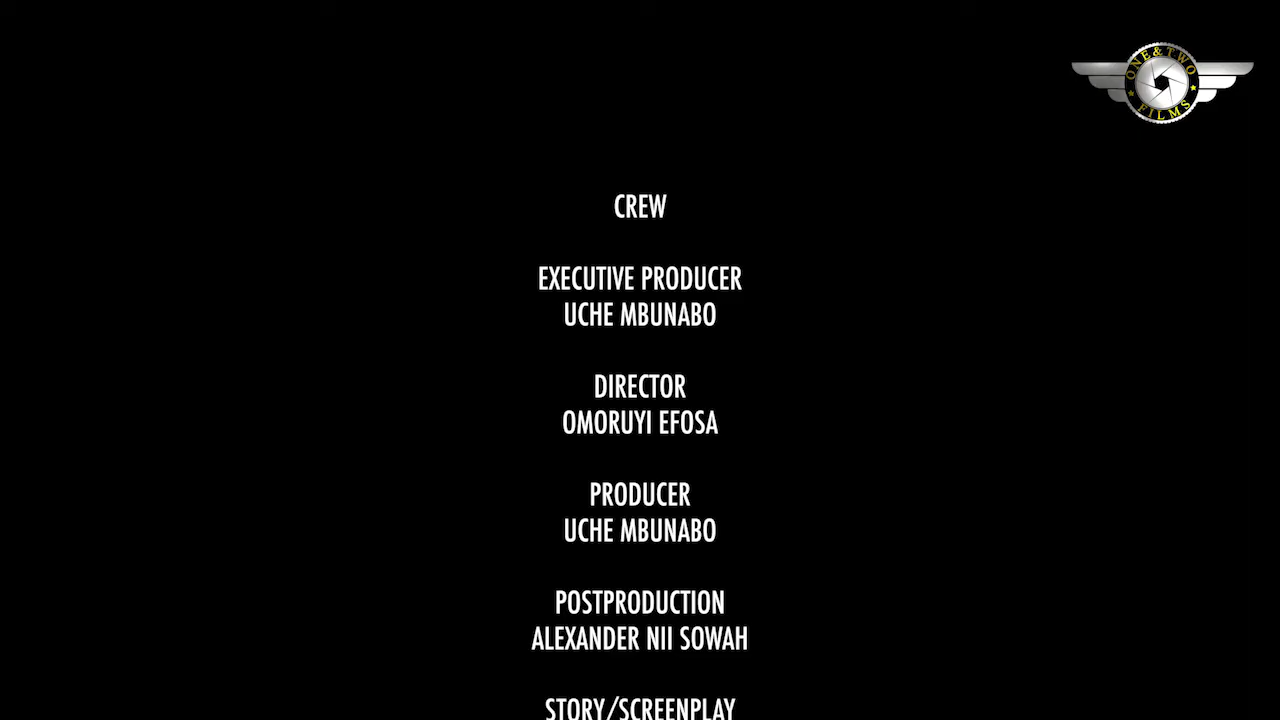 ONE&TWO
FILMS
CREW
EXECUTIVE PRODUCER
UCHE MBUNABO
DIRECTOR
OMORUYI EFOSA
PRODUCER
UCHE MBUNABO
POSTPRODUCTION
ALEXANDER NII SOWAH
STORY/SCREENPLAY